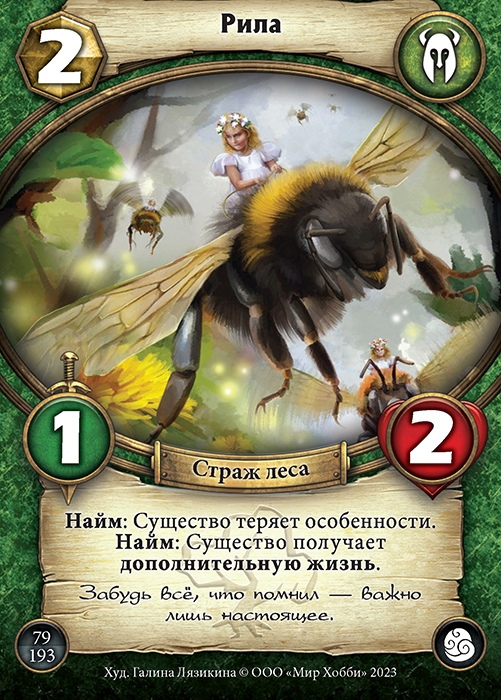 2
Рила
1
2
Страж леса
Найм: Существо теряет особенности.
Найм: Существо получает
дополнительную жизнь.
Забудь всё, что помнил — важно
лишь настоящее.
79
193
Худ. Галина Лязикина © ООО «Мир Хобби» 2023